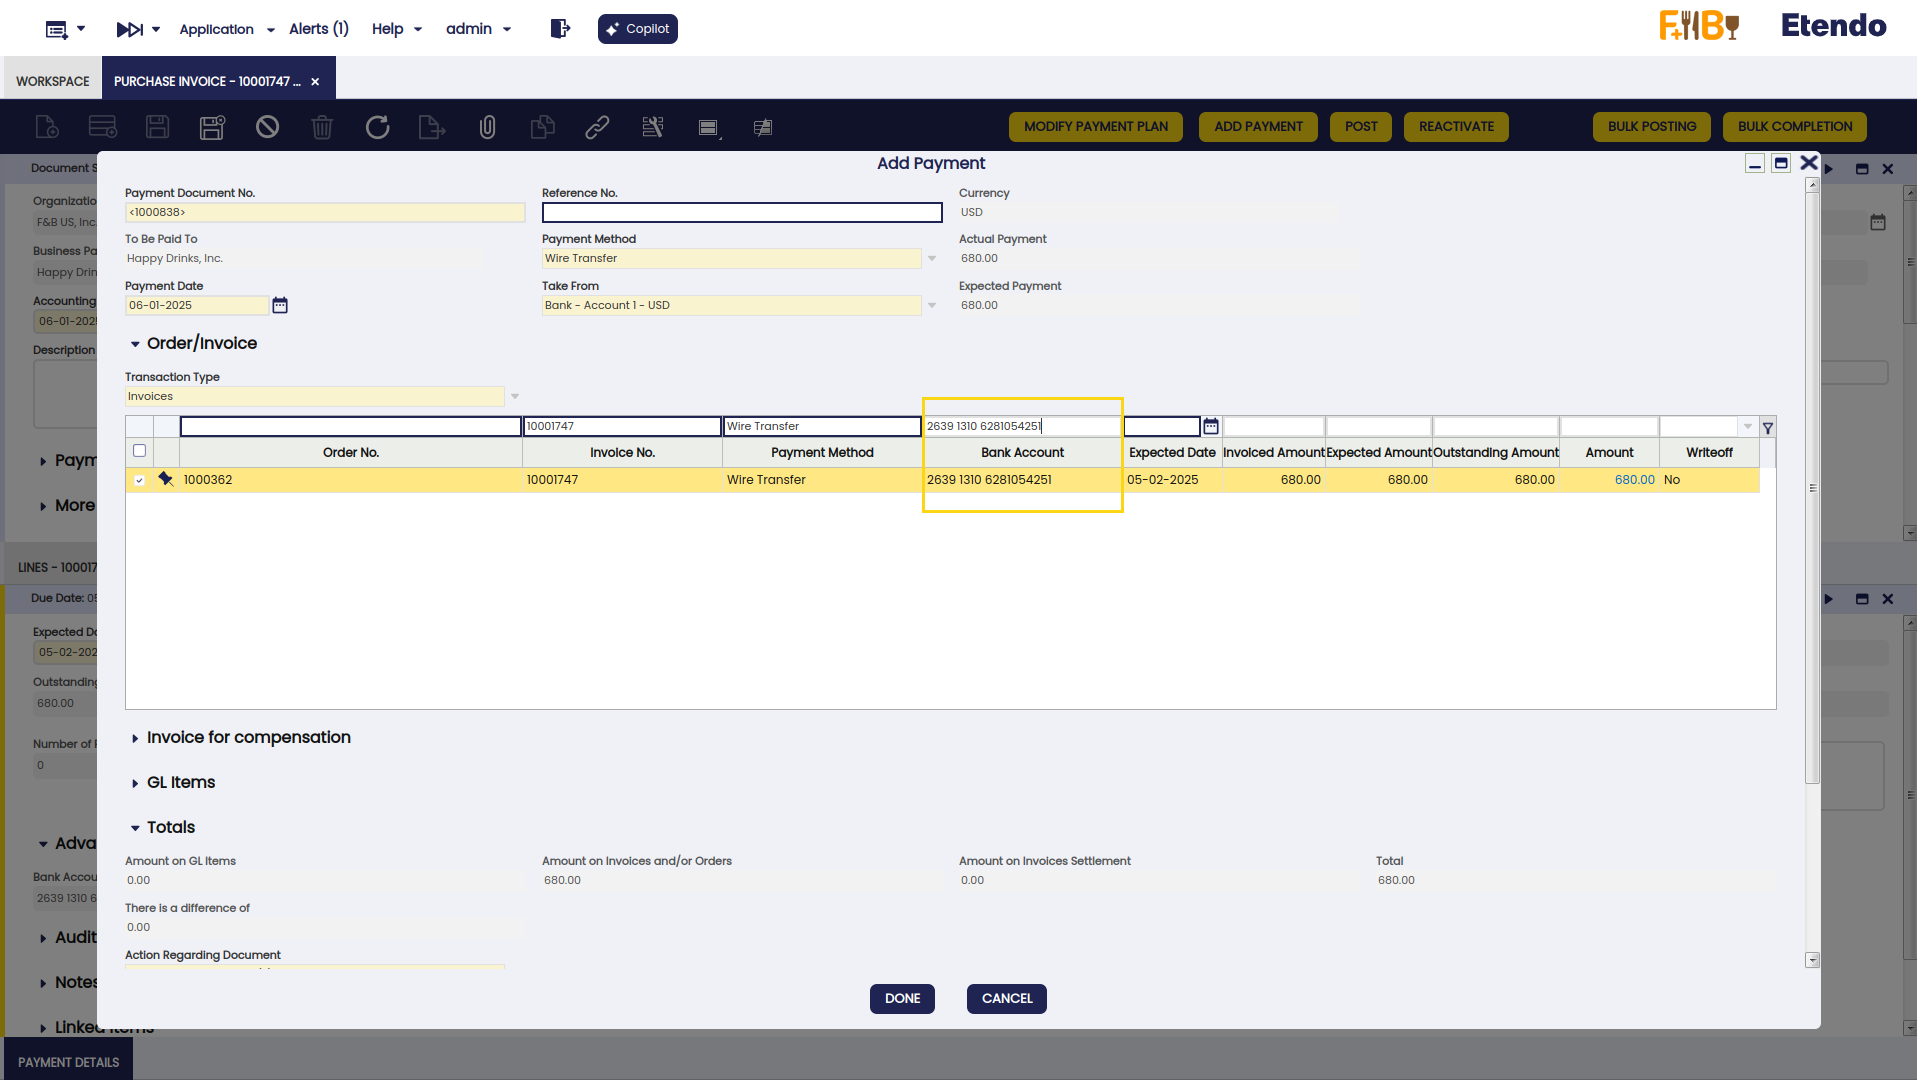 Application
Alerts (1)
Help
admin
Copilot
F+B
Etendo
WORKSPACE
PURCHASE INVOICE - 10001747 ...
MODIFY PAYMENT PLAN
ADD PAYMENT
POST
REACTIVATE
BULK POSTING
BULK COMPLETION
Document S
Add Payment
Organizatio
F&B US, Inc.
Business Pa
Happy Drin
Accounting
06-01-202
Description
Payment Document No.
Reference No.
Currency
<1000838>
USD
To Be Paid To
Payment Method
Actual Payment
Happy Drinks, Inc.
Wire Transfer
680.00
Payment Date
Take From
Expected Payment
06-01-2025
Bank - Account 1 - USD
680.00
Order/Invoice
Transaction Type
Invoices
10001747
Wire Transfer
2639 1310 6281054251
Order No.
Invoice No.
Payment Method
Bank Account
Expected Date
Invoiced Amount
Expected Amount
Outstanding Amount
Amount
Writeoff
1000362
10001747
Wire Transfer
2639 1310 6281054251
05-02-2025
680.00
680.00
680.00
680.00
No
Paym
More
LINES - 10001
Due Date: 05
Expected Da
05-02-202
Outstanding
680.00
Number of P
0
Invoice for compensation
GL Items
Totals
Amount on GL Items
Amount on Invoices and/or Orders
Amount on Invoices Settlement
Total
0.00
680.00
0.00
680.00
There is a difference of
0.00
Action Regarding Document
Adva
Bank Accou
2639 1310 6
Audit
Notes
Linked Items
DONE
CANCEL
PAYMENT DETAILS